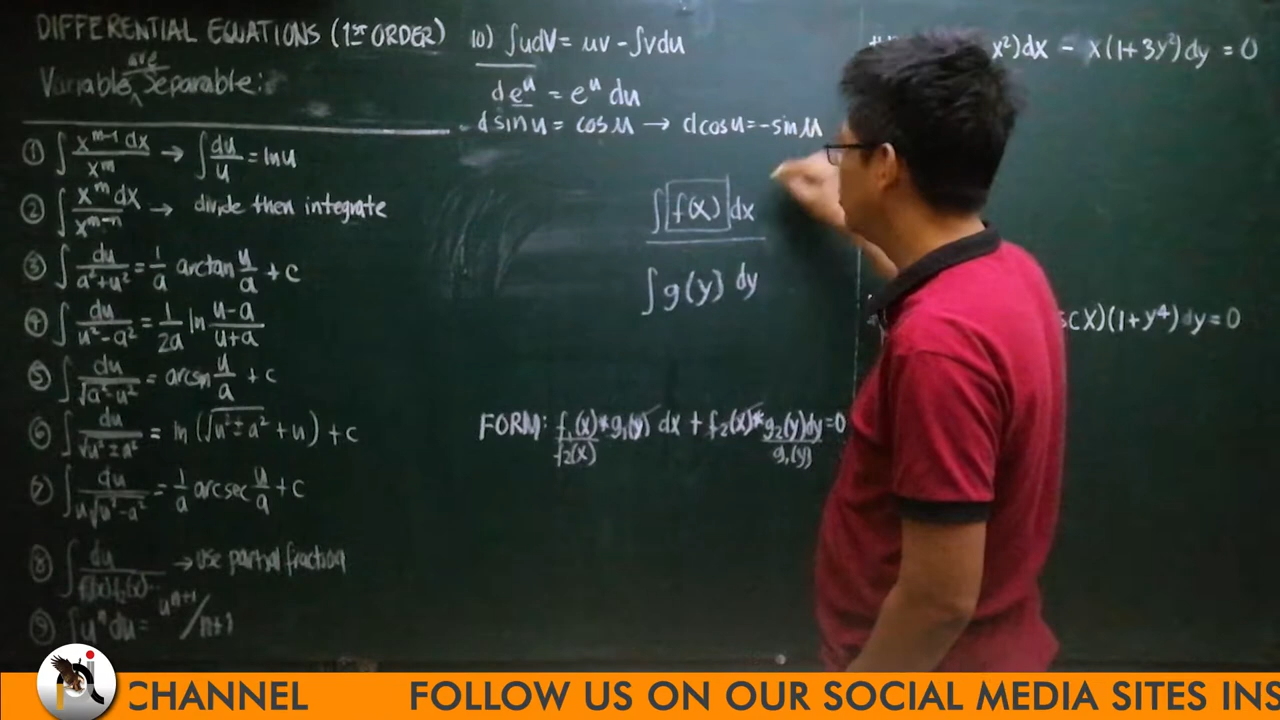 DIFFERENTIAL EQUATIONS (1ST ORDER)
Variable are Separable:
① ∫ x^(m-1) dx / x^m → ∫ du/u = ln u
② ∫ x^m dx / x^(m-n) → divide then integrate
③ ∫ du / a²+u² = 1/a arctan u/a + c
④ ∫ du / u²-a² = 1/2a ln u-a / u+a
⑤ ∫ du / √a²-u² = arcsin u/a + c
⑥ ∫ du / √u²±a² = ln (√u²±a² + u) + c
⑦ ∫ du / u√u²-a² = 1/a arcsec u/a + c
⑧ ∫ du / f₁(x) f₂(x)... → use partial fraction
⑨ ∫ uⁿ du = u^(n+1) / n+1
10) ∫udV = uv - ∫vdu
de^u = e^u du
d sin u = cos u → d cos u = -sin u
∫ f(x) dx
∫ g(y) dy
FORM: f₁(x) * g₁(y) dx + f₂(x) * g₂(y) dy = 0
f₂(x) g₁(y)
x²)dx - x(1+3y²)dy = 0
sc x)(1+y⁴) dy = 0
CHANNEL FOLLOW US ON OUR SOCIAL MEDIA SITES INS